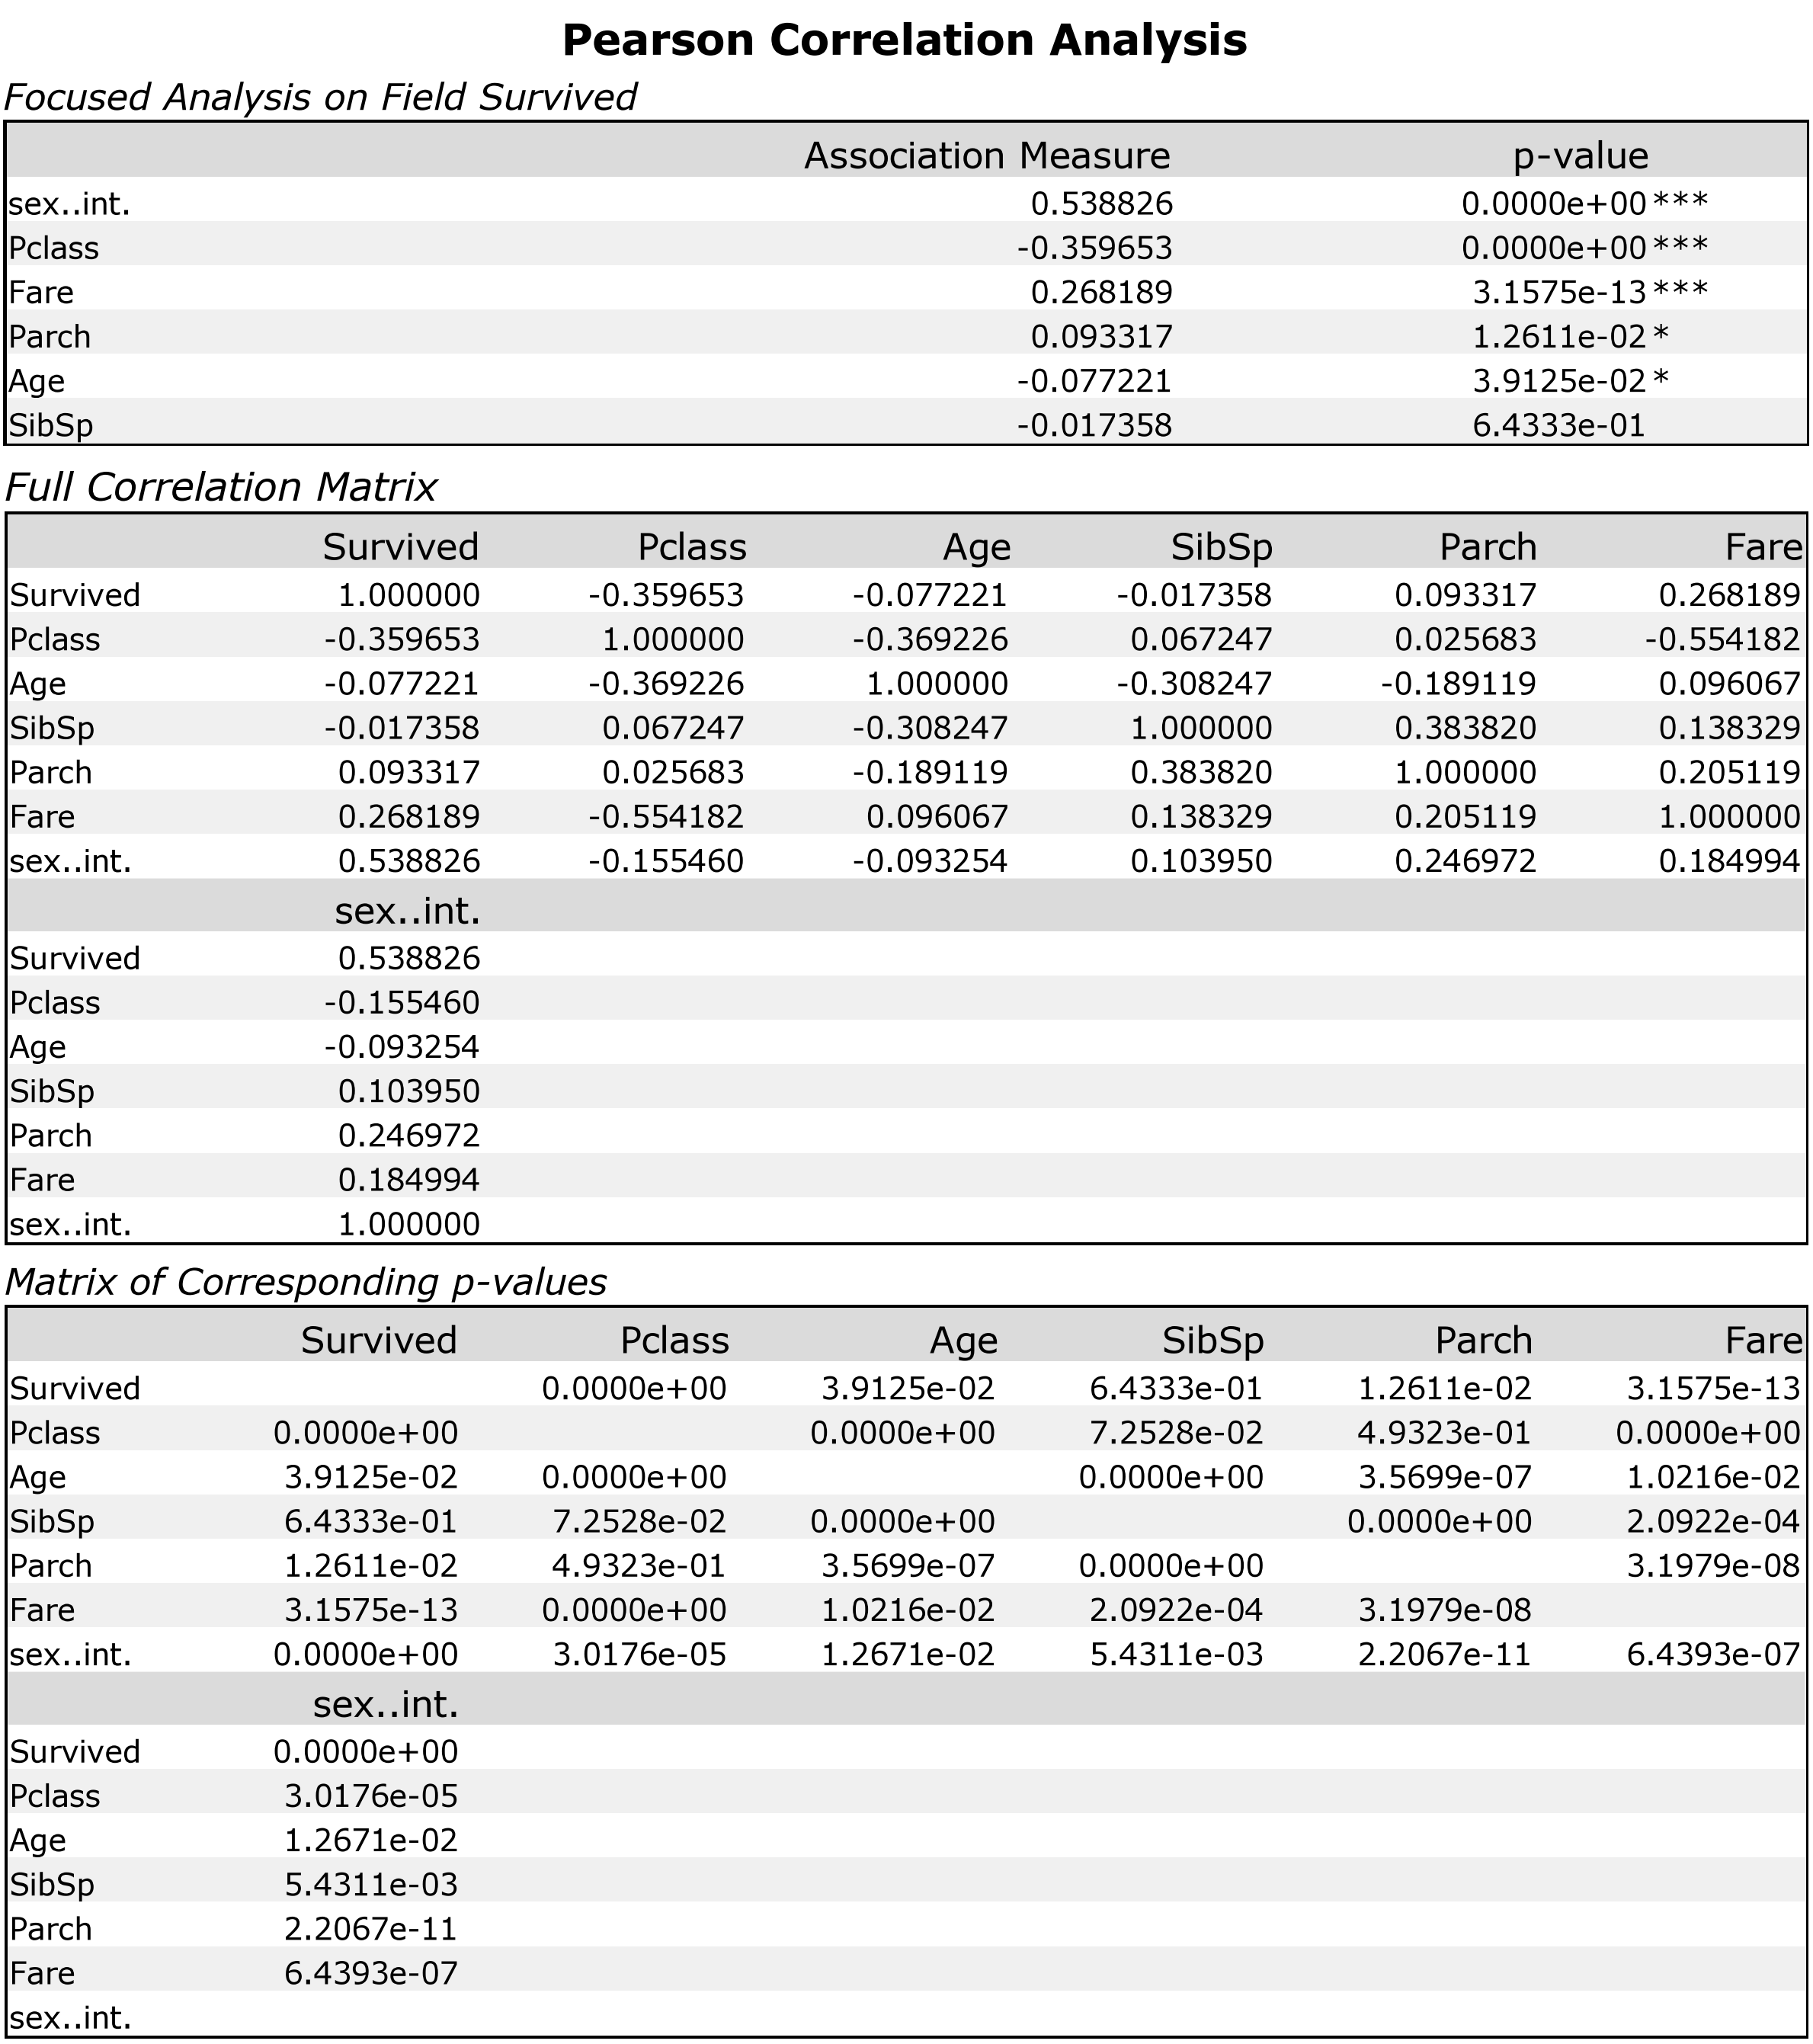 Pearson Correlation Analysis
Focused Analysis on Field Survived
Association Measure p-value
sex..int. 0.538826 0.0000e+00 ***
Pclass -0.359653 0.0000e+00 ***
Fare 0.268189 3.1575e-13 ***
Parch 0.093317 1.2611e-02 *
Age -0.077221 3.9125e-02 *
SibSp -0.017358 6.4333e-01
Full Correlation Matrix
Survived Pclass Age SibSp Parch Fare
Survived 1.000000 -0.359653 -0.077221 -0.017358 0.093317 0.268189
Pclass -0.359653 1.000000 -0.369226 0.067247 0.025683 -0.554182
Age -0.077221 -0.369226 1.000000 -0.308247 -0.189119 0.096067
SibSp -0.017358 0.067247 -0.308247 1.000000 0.383820 0.138329
Parch 0.093317 0.025683 -0.189119 0.383820 1.000000 0.205119
Fare 0.268189 -0.554182 0.096067 0.138329 0.205119 1.000000
sex..int. 0.538826 -0.155460 -0.093254 0.103950 0.246972 0.184994
sex..int.
Survived 0.538826
Pclass -0.155460
Age -0.093254
SibSp 0.103950
Parch 0.246972
Fare 0.184994
sex..int. 1.000000
Matrix of Corresponding p-values
Survived Pclass Age SibSp Parch Fare
Survived 0.0000e+00 3.9125e-02 6.4333e-01 1.2611e-02 3.1575e-13
Pclass 0.0000e+00 0.0000e+00 7.2528e-02 4.9323e-01 0.0000e+00
Age 3.9125e-02 0.0000e+00 0.0000e+00 3.5699e-07 1.0216e-02
SibSp 6.4333e-01 7.2528e-02 0.0000e+00 0.0000e+00 2.0922e-04
Parch 1.2611e-02 4.9323e-01 3.5699e-07 0.0000e+00 3.1979e-08
Fare 3.1575e-13 0.0000e+00 1.0216e-02 2.0922e-04 3.1979e-08
sex..int. 0.0000e+00 3.0176e-05 1.2671e-02 5.4311e-03 2.2067e-11 6.4393e-07
sex..int.
Survived 0.0000e+00
Pclass 3.0176e-05
Age 1.2671e-02
SibSp 5.4311e-03
Parch 2.2067e-11
Fare 6.4393e-07
sex..int.